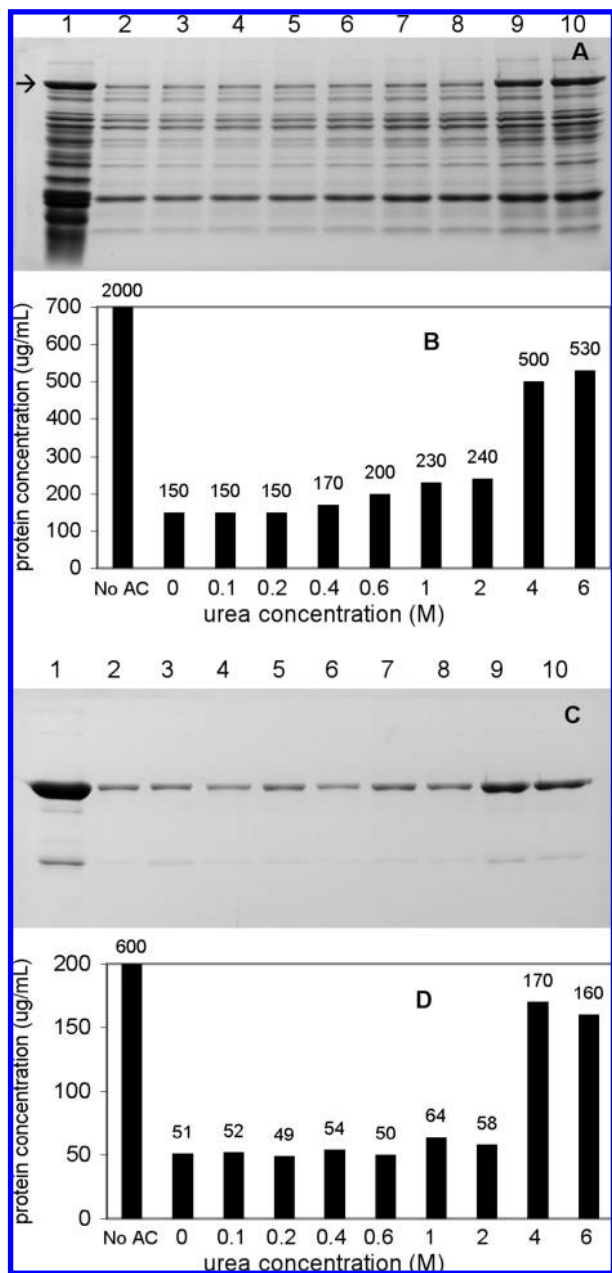 1 2 3 4 5 6 7 8 9 10
A
→
2000
700
600
500
400
300
200
100
0
protein concentration (ug/mL)
B
150 150 150 170 200 230 240 500 530
No AC 0 0.1 0.2 0.4 0.6 1 2 4 6
urea concentration (M)
1 2 3 4 5 6 7 8 9 10
C
600
200
150
100
50
0
protein concentration (ug/mL)
D
51 52 49 54 50 64 58 170 160
No AC 0 0.1 0.2 0.4 0.6 1 2 4 6
urea concentration (M)